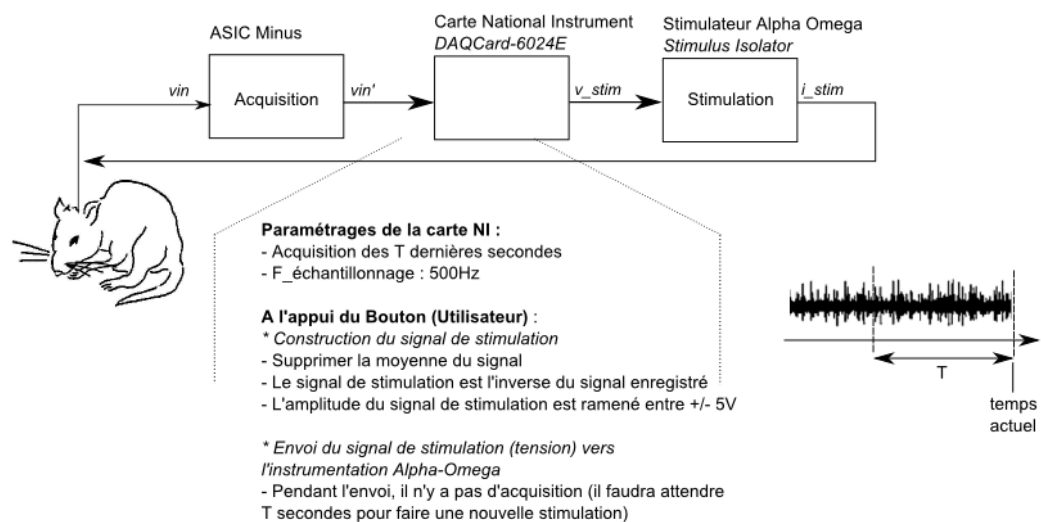 ASIC Minus
Carte National Instrument
DAQCard-6024E
Stimulateur Alpha Omega
Stimulus Isolator
vin
Acquisition
vin'
v_stim
Stimulation
i_stim
Paramétrages de la carte NI :
- Acquisition des T dernières secondes
- F_échantillonnage : 500Hz
A l'appui du Bouton (Utilisateur) :
* Construction du signal de stimulation
- Supprimer la moyenne du signal
- Le signal de stimulation est l'inverse du signal enregistré
- L'amplitude du signal de stimulation est ramené entre +/- 5V
* Envoi du signal de stimulation (tension) vers
l'instrumentation Alpha-Omega
- Pendant l'envoi, il n'y a pas d'acquisition (il faudra attendre
T secondes pour faire une nouvelle stimulation)
T
temps
actuel